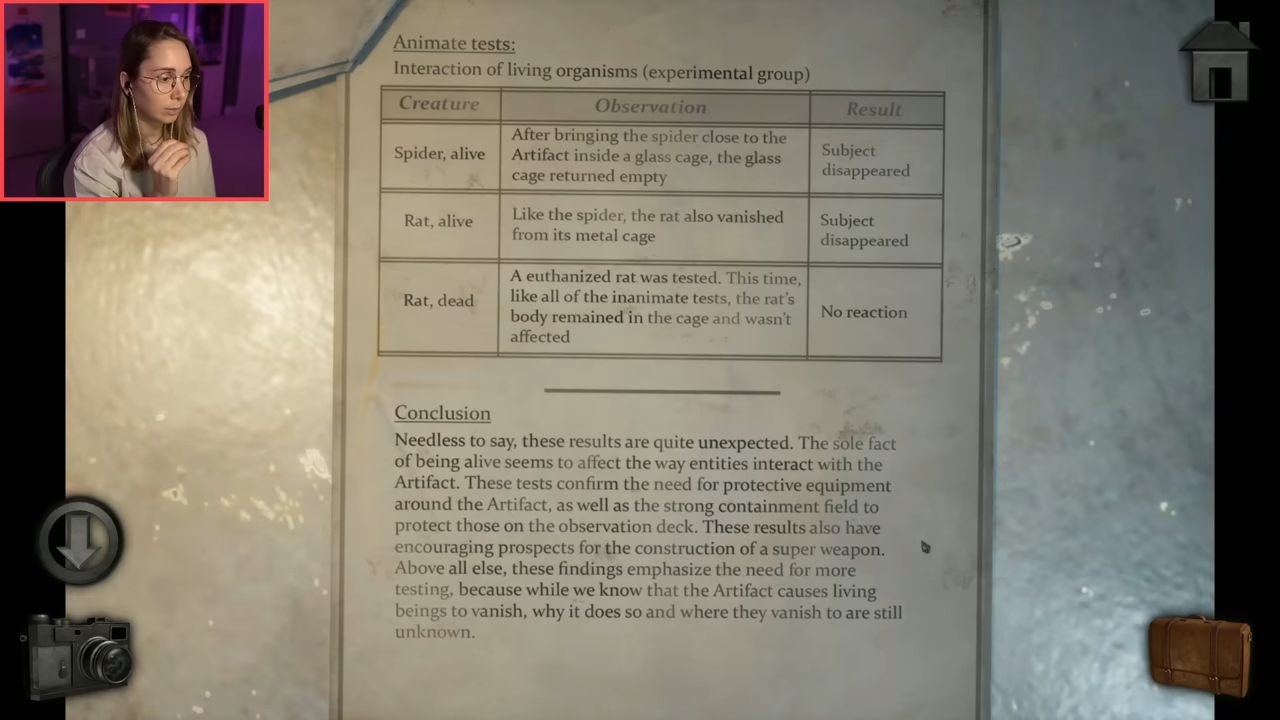 Animate tests:
Interaction of living organisms (experimental group)
Creature
Observation
Result
Spider, alive
After bringing the spider close to the
Artifact inside a glass cage, the glass
cage returned empty
Subject
disappeared
Rat, alive
Like the spider, the rat also vanished
from its metal cage
Subject
disappeared
Rat, dead
A euthanized rat was tested. This time,
like all of the inanimate tests, the rat's
body remained in the cage and wasn't
affected
No reaction
Conclusion
Needless to say, these results are quite unexpected. The sole fact
of being alive seems to affect the way entities interact with the
Artifact. These tests confirm the need for protective equipment
around the Artifact, as well as the strong containment field to
protect those on the observation deck. These results also have
encouraging prospects for the construction of a super weapon.
Above all else, these findings emphasize the need for more
testing, because while we know that the Artifact causes living
beings to vanish, why it does so and where they vanish to are still
unknown.